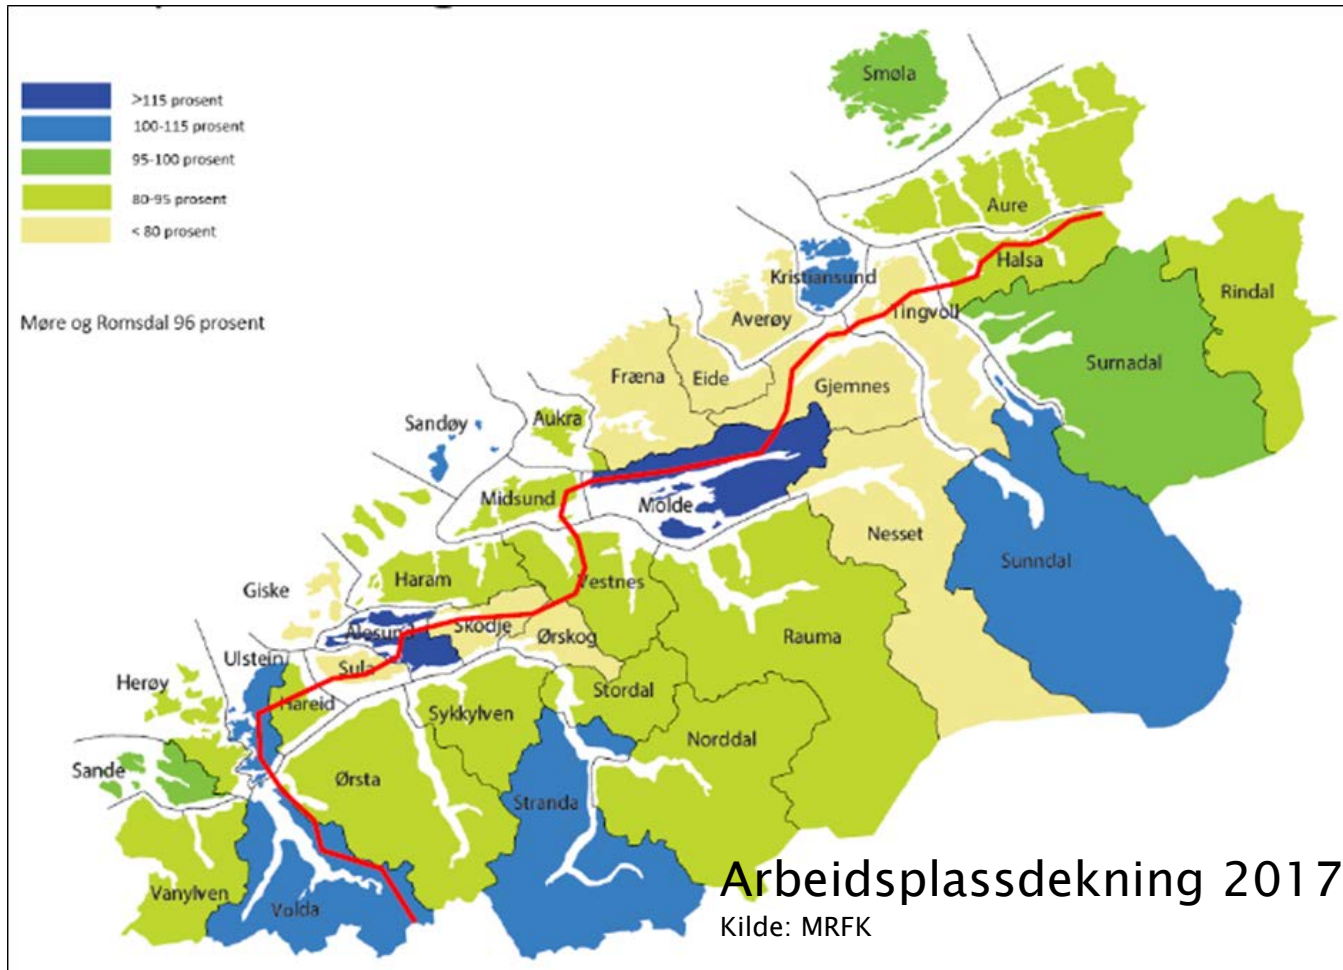 >115 prosent
100-115 prosent
95-100 prosent
80-95 prosent
< 80 prosent
Møre og Romsdal 96 prosent
Smøla
Aure
Halsa
Rindal
Kristiansund
Averøy
Tingvoll
Surnadal
Fræna
Eide
Gjemnes
Sandøy
Aukra
Midsund
Molde
Nesset
Sunndal
Giske
Haram
Vestnes
Ålesund
Skodje
Ørskog
Rauma
Ulstein
Sula
Herøy
Hareid
Stordal
Sykkylven
Norddal
Sande
Ørsta
Stranda
Vanylven
Volda
Arbeidsplassdekning 2017
Kilde: MRFK